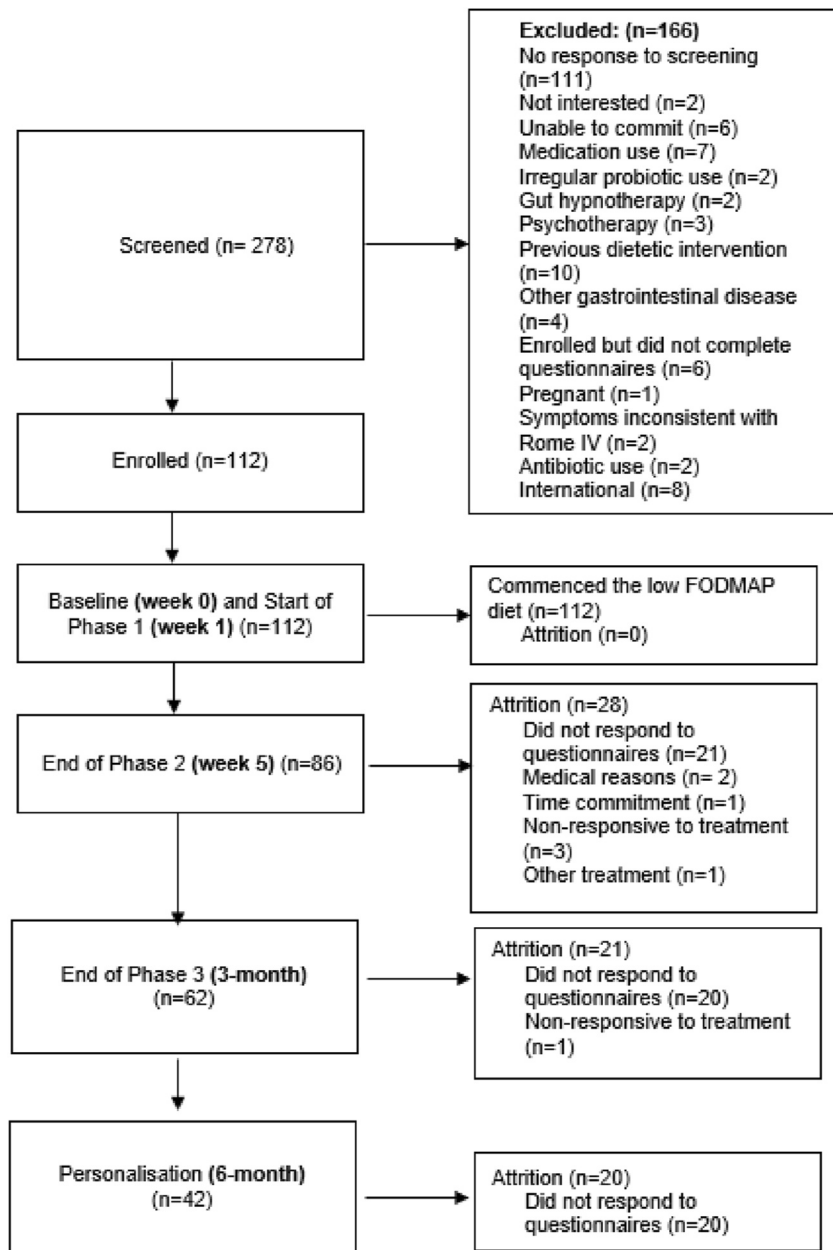 Excluded: (n=166)
No response to screening
(n=111)
Not interested (n=2)
Unable to commit (n=6)
Medication use (n=7)
Irregular probiotic use (n=2)
Gut hypnotherapy (n=2)
Psychotherapy (n=3)
Previous dietetic intervention
(n=10)
Other gastrointestinal disease
(n=4)
Enrolled but did not complete
questionnaires (n=6)
Pregnant (n=1)
Symptoms inconsistent with
Rome IV (n=2)
Antibiotic use (n=2)
International (n=8)
Screened (n= 278)
Enrolled (n=112)
Baseline (week 0) and Start of
Phase 1 (week 1) (n=112)
Commenced the low FODMAP
diet (n=112)
Attrition (n=0)
End of Phase 2 (week 5) (n=86)
Attrition (n=28)
Did not respond to
questionnaires (n=21)
Medical reasons (n= 2)
Time commitment (n=1)
Non-responsive to treatment
(n=3)
Other treatment (n=1)
End of Phase 3 (3-month)
(n=62)
Attrition (n=21)
Did not respond to
questionnaires (n=20)
Non-responsive to treatment
(n=1)
Personalisation (6-month)
(n=42)
Attrition (n=20)
Did not respond to
questionnaires (n=20)